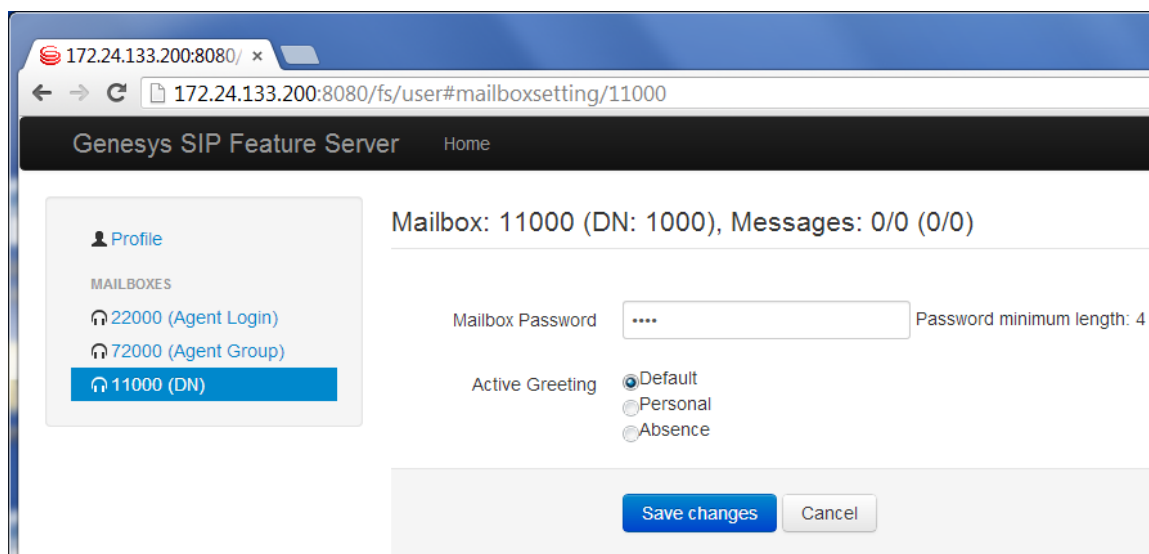 172.24.133.200:8080/ ×
172.24.133.200:8080/fs/user#mailboxsetting/11000
Genesys SIP Feature Server Home
Profile
MAILBOXES
22000 (Agent Login)
72000 (Agent Group)
11000 (DN)
Mailbox: 11000 (DN: 1000), Messages: 0/0 (0/0)
Mailbox Password •••• Password minimum length: 4
Active Greeting Default
Personal
Absence
Save changes Cancel